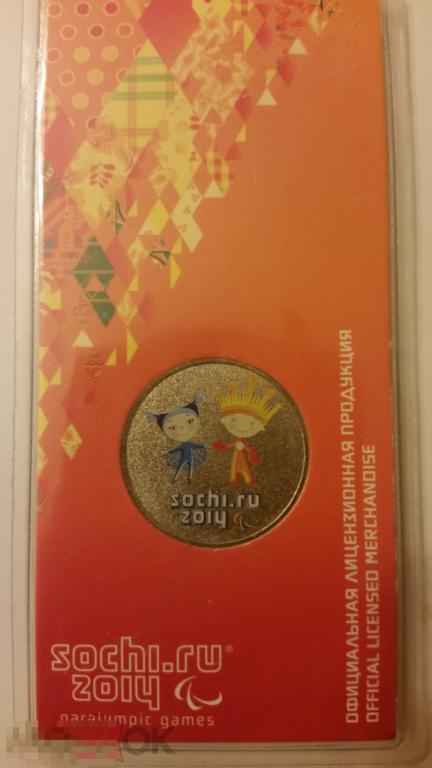 sochi.ru
2014
sochi.ru®
2014
paralympic games
ОФИЦИАЛЬНАЯ ЛИЦЕНЗИОННАЯ ПРОДУКЦИЯ
OFFICIAL LICENSED MERCHANDISE